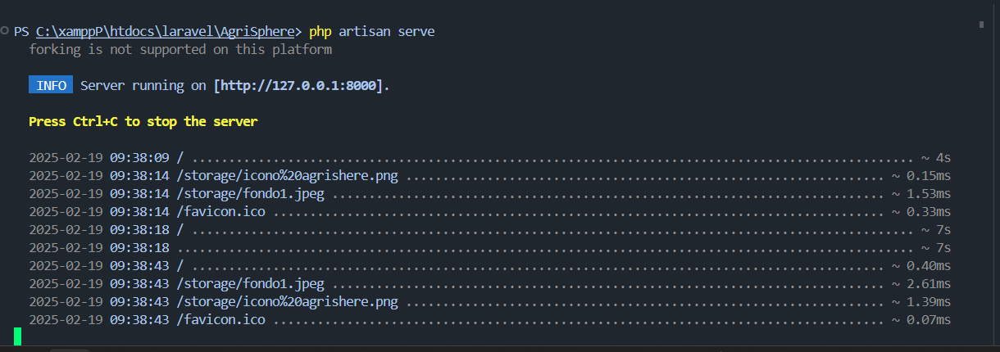 PS C:\xamppP\htdocs\laravel\AgriSphere> php artisan serve
forking is not supported on this platform
INFO Server running on [http://127.0.0.1:8000].
Press Ctrl+C to stop the server
2025-02-19 09:38:09 / .................................................................................................. ~ 4s
2025-02-19 09:38:14 /storage/icono%20agrishere.png ................................................................. ~ 0.15ms
2025-02-19 09:38:14 /storage/fondo1.jpeg ........................................................................... ~ 1.53ms
2025-02-19 09:38:14 /favicon.ico ................................................................................... ~ 0.33ms
2025-02-19 09:38:18 / .................................................................................................. ~ 7s
2025-02-19 09:38:18 .................................................................................................... ~ 7s
2025-02-19 09:38:43 / .............................................................................................. ~ 0.40ms
2025-02-19 09:38:43 /storage/fondo1.jpeg ........................................................................... ~ 2.61ms
2025-02-19 09:38:43 /storage/icono%20agrishere.png ................................................................. ~ 1.39ms
2025-02-19 09:38:43 /favicon.ico ................................................................................... ~ 0.07ms